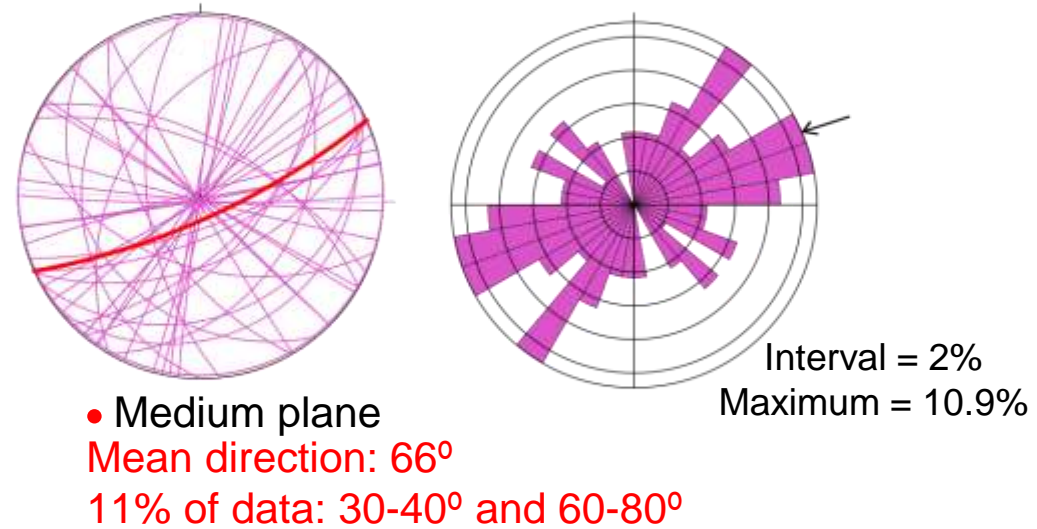 Interval = 2%
Maximum = 10.9%
• Medium plane
Mean direction: 66º
11% of data: 30-40º and 60-80º